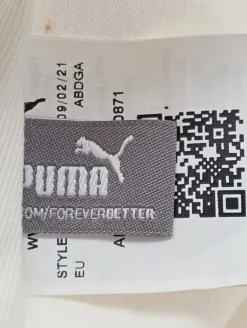 PUMA
COM/FOREVERBETTER
09/02/21
ABDGA
0871
STYLE
EU